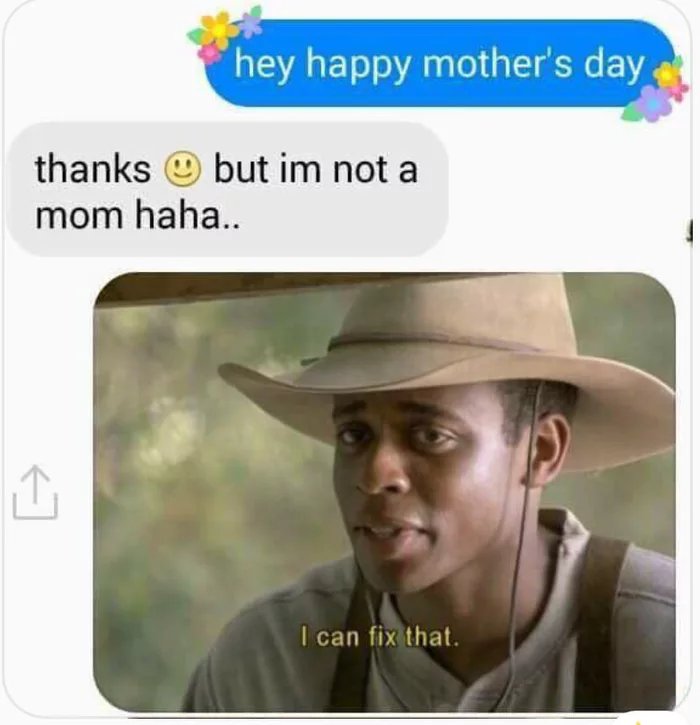 hey happy mother's day
thanks 🙂 but im not a
mom haha..
I can fix that.